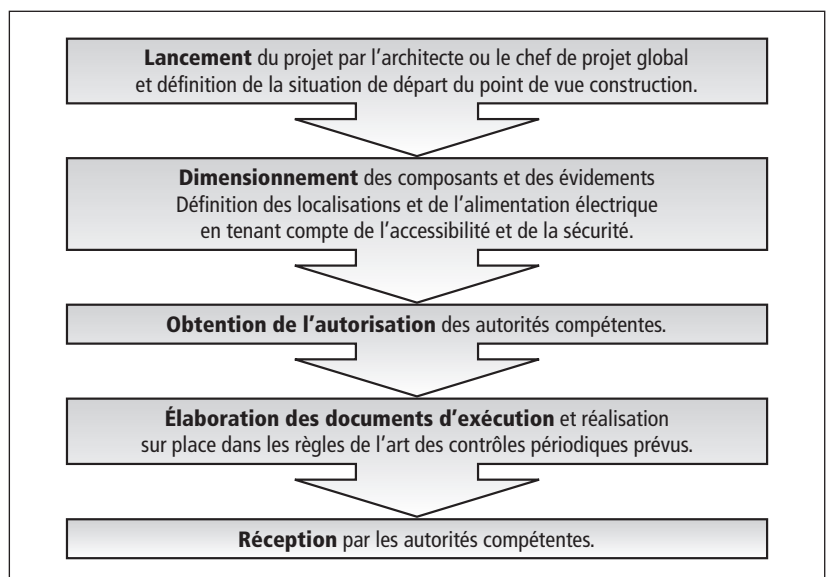 Lancement du projet par l'architecte ou le chef de projet global
et définition de la situation de départ du point de vue construction.
Dimensionnement des composants et des évidements
Définition des localisations et de l'alimentation électrique
en tenant compte de l'accessibilité et de la sécurité.
Obtention de l'autorisation des autorités compétentes.
Élaboration des documents d'exécution et réalisation
sur place dans les règles de l'art des contrôles périodiques prévus.
Réception par les autorités compétentes.